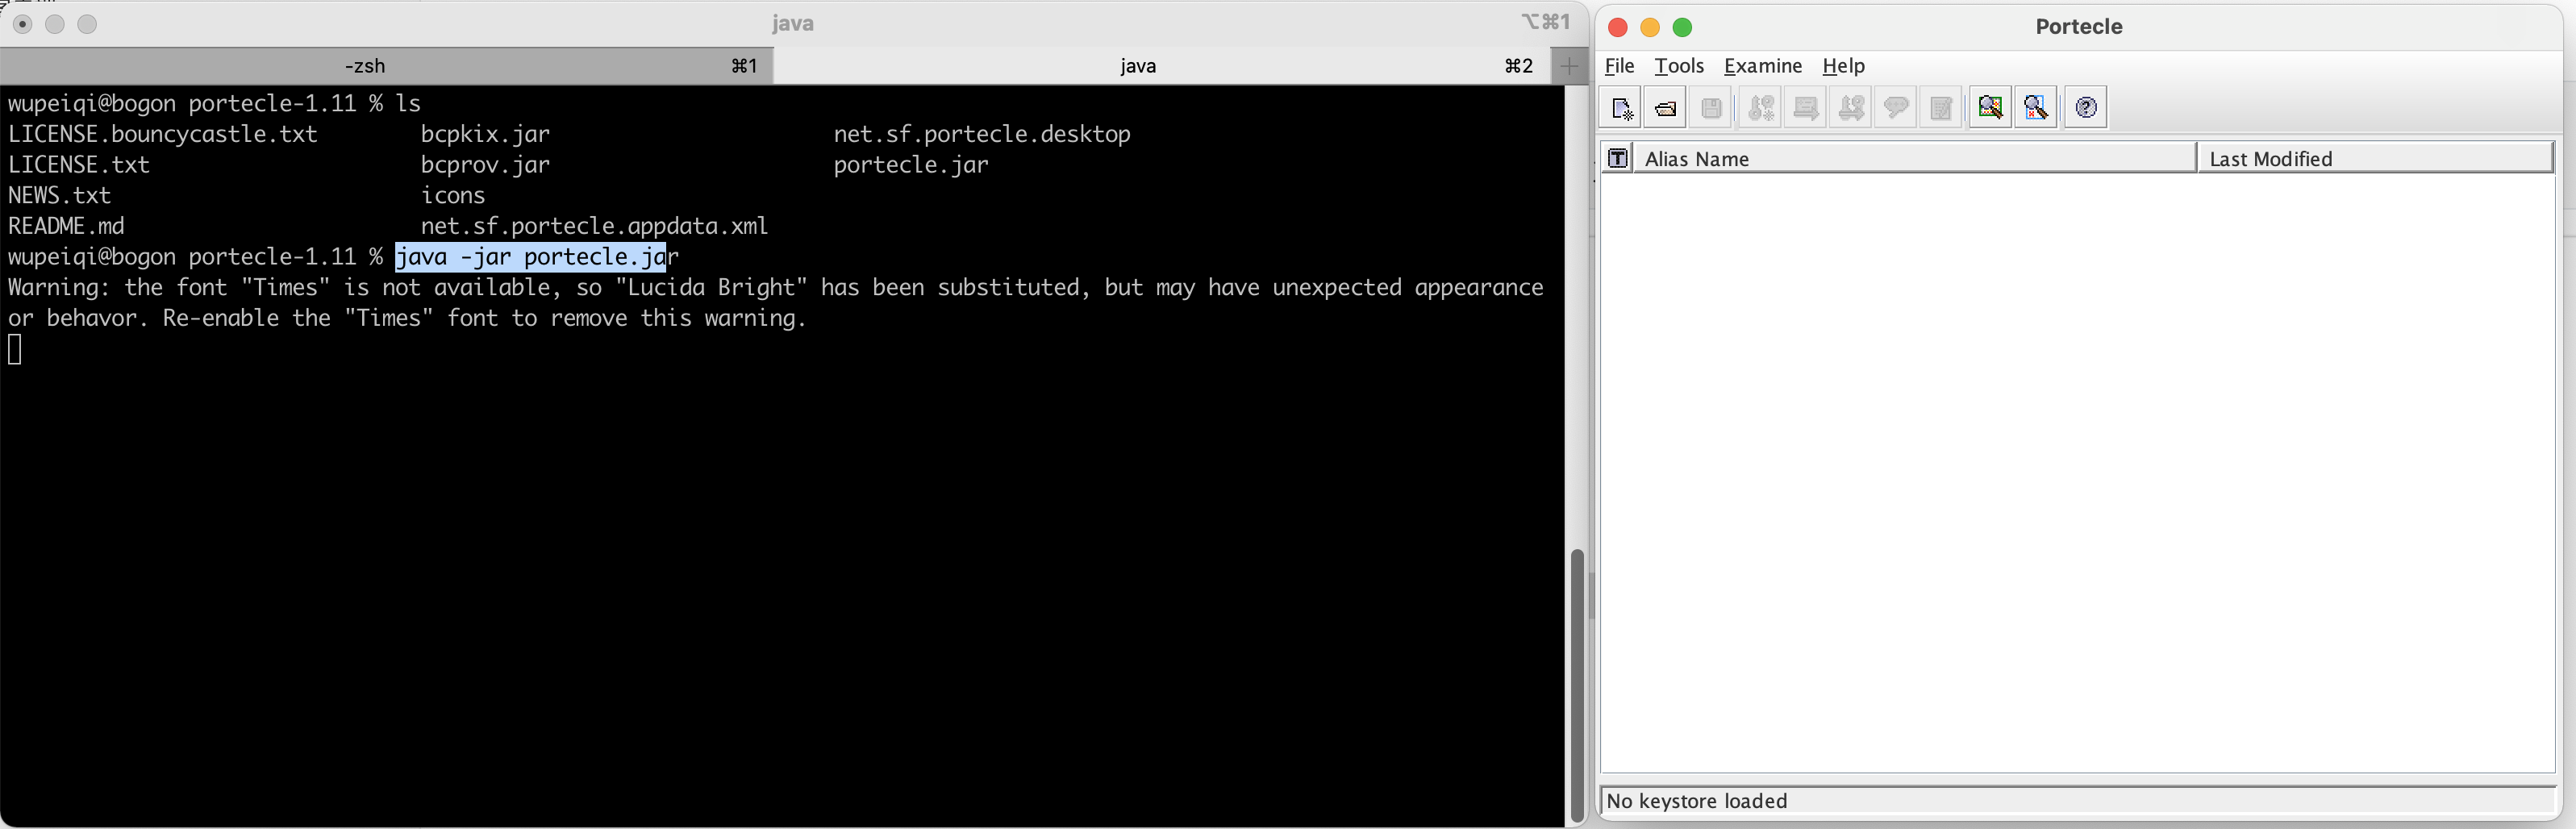 java
⌥⌘1
-zsh ⌘1
java ⌘2
wupeiqi@bogon portecle-1.11 % ls
LICENSE.bouncycastle.txt bcpkix.jar net.sf.portecle.desktop
LICENSE.txt bcprov.jar portecle.jar
NEWS.txt icons
README.md net.sf.portecle.appdata.xml
wupeiqi@bogon portecle-1.11 % java -jar portecle.jar
Warning: the font "Times" is not available, so "Lucida Bright" has been substituted, but may have unexpected appearance
or behavor. Re-enable the "Times" font to remove this warning.
Portecle
File Tools Examine Help
T Alias Name Last Modified
No keystore loaded